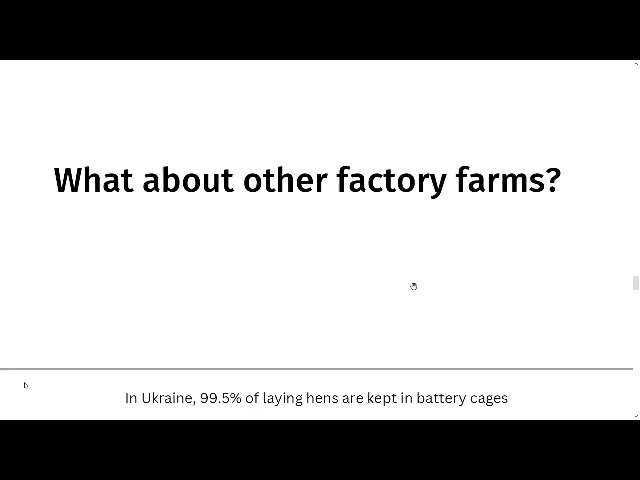 What about other factory farms?
In Ukraine, 99.5% of laying hens are kept in battery cages